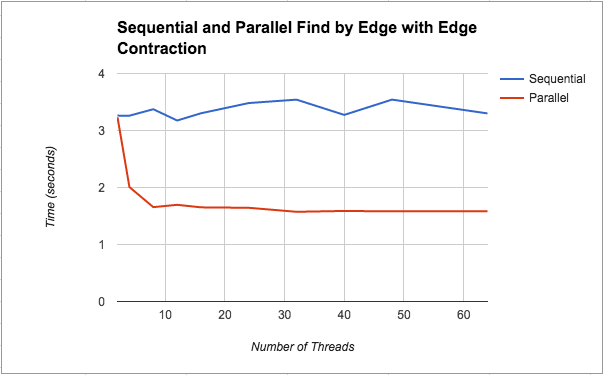 Sequential and Parallel Find by Edge with Edge
Contraction
Sequential
Parallel
Time (seconds)
4
3
2
1
0
10 20 30 40 50 60
Number of Threads